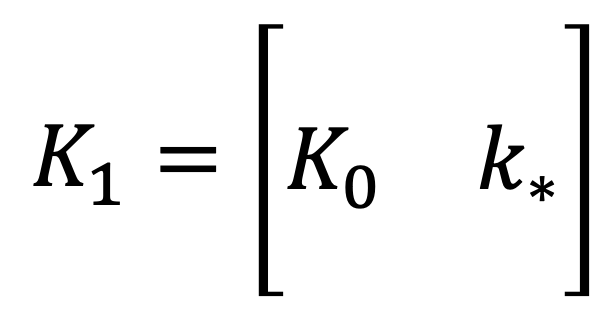 K₁ = [K₀ k∗]